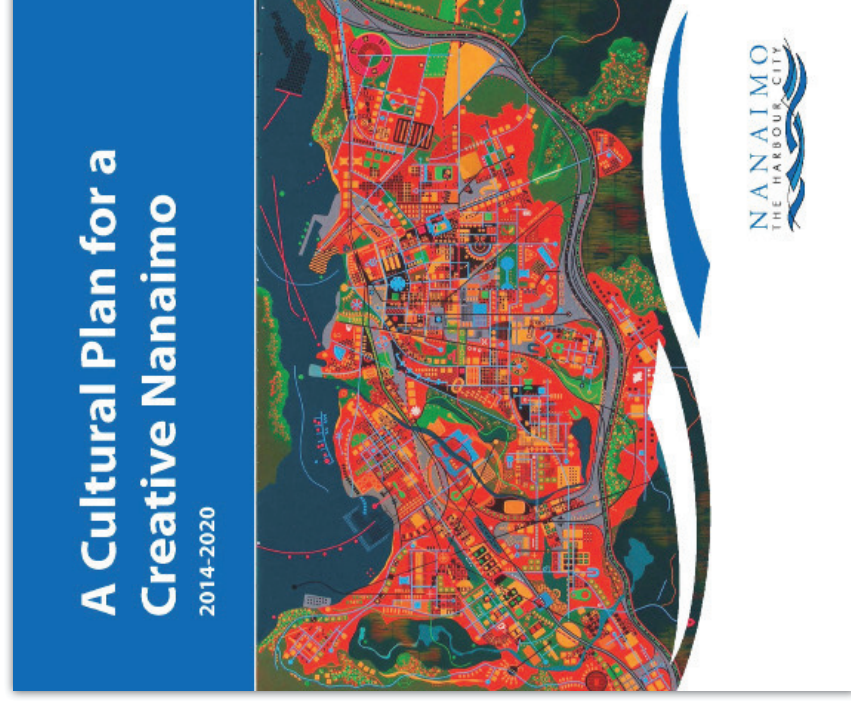 A Cultural Plan for a
Creative Nanaimo
2014-2020
NANAIMO
THE HARBOUR CITY